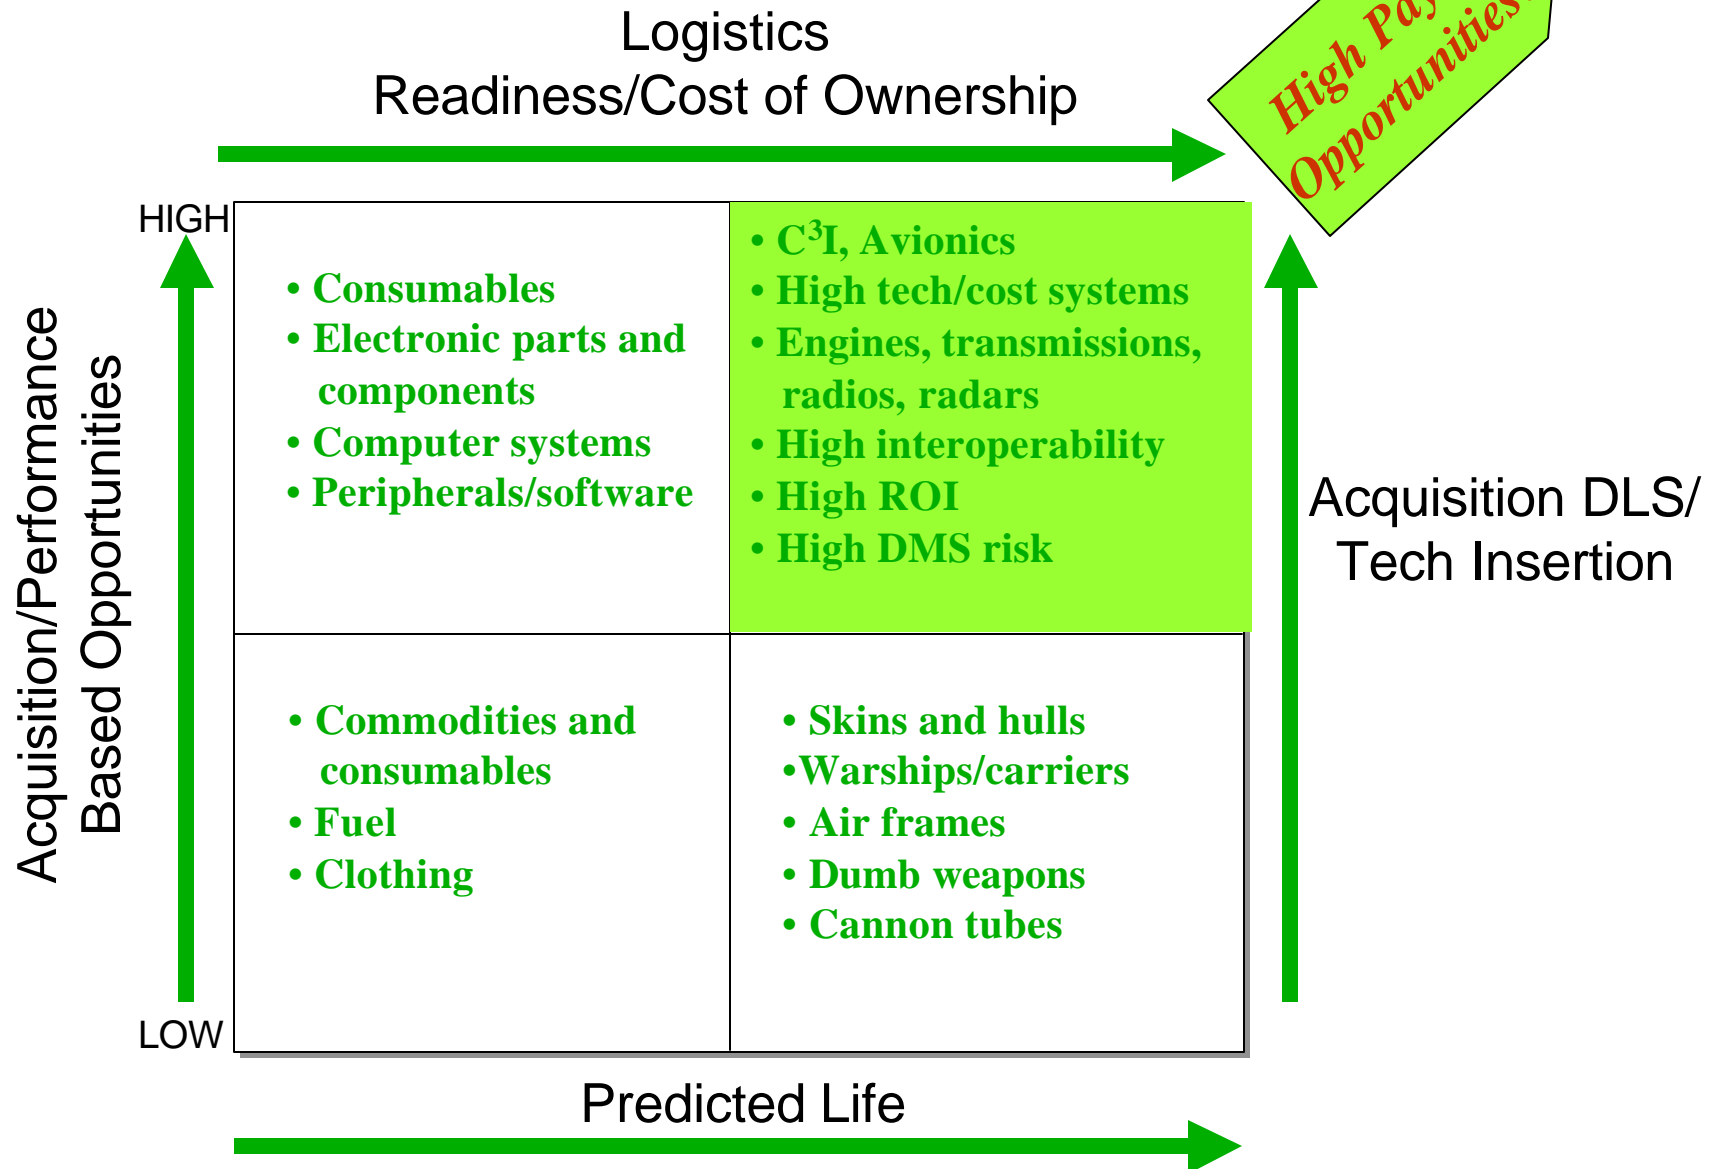 Logistics
Readiness/Cost of Ownership
High Pay
Opportunities
HIGH
Acquisition/Performance
Based Opportunities
• Consumables
• Electronic parts and
components
• Computer systems
• Peripherals/software
• C³I, Avionics
• High tech/cost systems
• Engines, transmissions,
radios, radars
• High interoperability
• High ROI
• High DMS risk
Acquisition DLS/
Tech Insertion
• Commodities and
consumables
• Fuel
• Clothing
• Skins and hulls
•Warships/carriers
• Air frames
• Dumb weapons
• Cannon tubes
LOW
Predicted Life